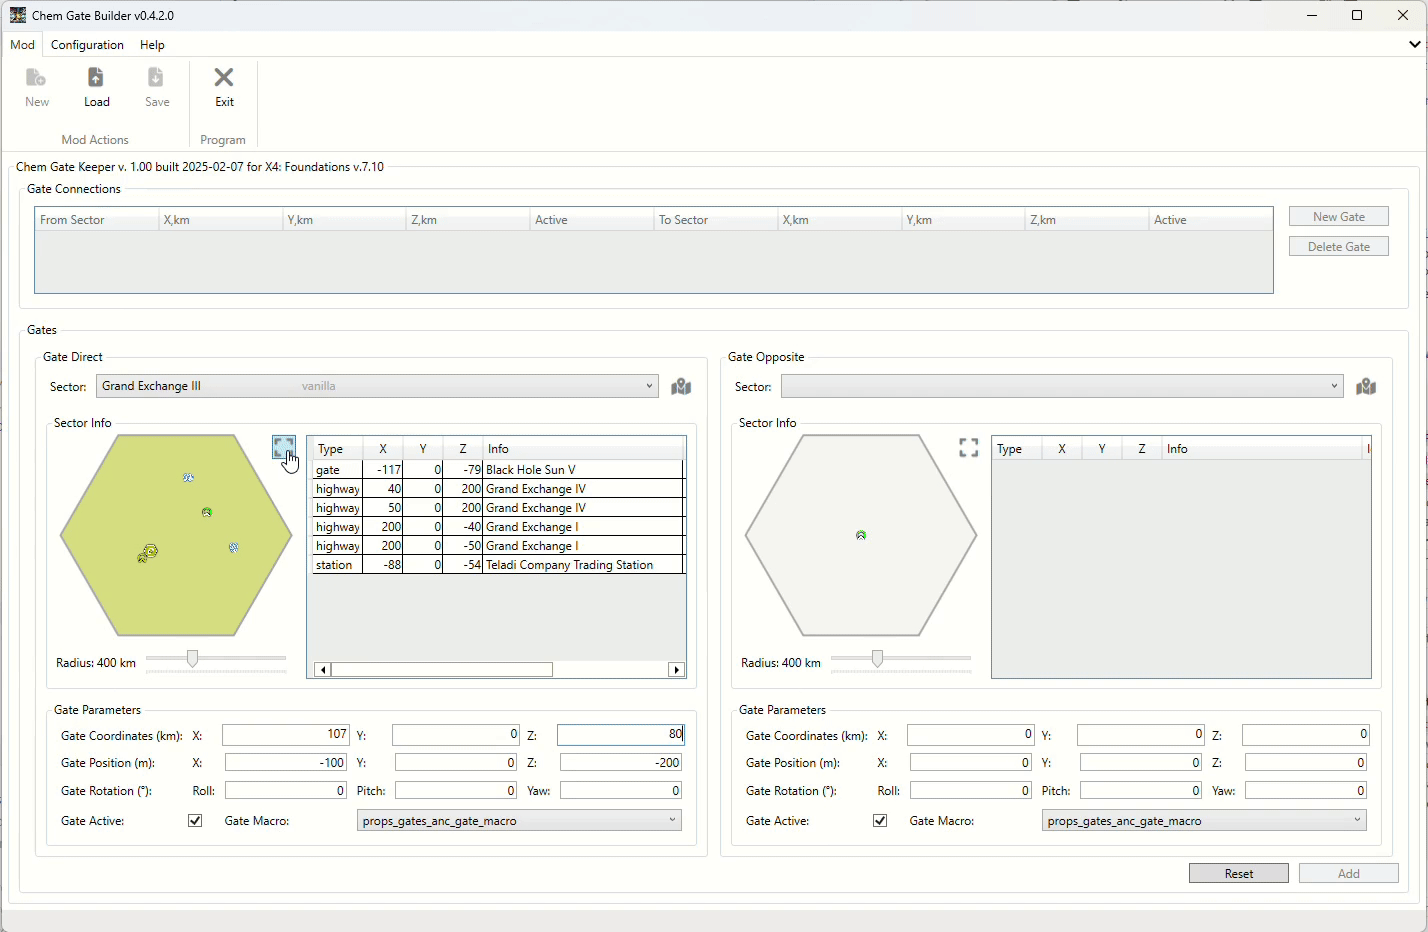 Chem Gate Builder v0.4.2.0
Mod Configuration Help
New Load Save Exit
Mod Actions Program
Chem Gate Keeper v. 1.00 built 2025-02-07 for X4: Foundations v.7.10
Gate Connections
From Sector X,km Y,km Z,km Active To Sector X,km Y,km Z,km Active
New Gate
Delete Gate
Gates
Gate Direct
Sector: Grand Exchange III vanilla
Sector Info
Type X Y Z Info
gate -117 0 -79 Black Hole Sun V
highway 40 0 200 Grand Exchange IV
highway 50 0 200 Grand Exchange IV
highway 200 0 -40 Grand Exchange I
highway 200 0 -50 Grand Exchange I
station -88 0 -54 Teladi Company Trading Station
Radius: 400 km
Gate Parameters
Gate Coordinates (km): X: 107 Y: 0 Z: 80
Gate Position (m): X: -100 Y: 0 Z: -200
Gate Rotation (°): Roll: 0 Pitch: 0 Yaw: 0
Gate Active: Gate Macro: props_gates_anc_gate_macro
Gate Opposite
Sector:
Sector Info
Type X Y Z Info
Radius: 400 km
Gate Parameters
Gate Coordinates (km): X: 0 Y: 0 Z: 0
Gate Position (m): X: 0 Y: 0 Z: 0
Gate Rotation (°): Roll: 0 Pitch: 0 Yaw: 0
Gate Active: Gate Macro: props_gates_anc_gate_macro
Reset Add